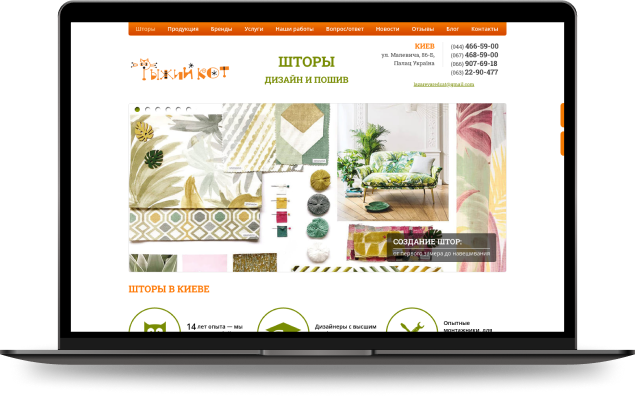 Шторы Продукция Бренды Услуги Наши работы Вопрос/ответ Новости Отзывы Блог Контакты
Рыжий кот
ШТОРЫ
ДИЗАЙН И ПОШИВ
КИЕВ
ул. Малевича, 86-Б,
Палац Україна
(044) 466-59-00
(067) 468-59-00
(066) 907-69-18
(063) 22-90-477
СОЗДАНИЕ ШТОР:
от первого замера до навешивания
ШТОРЫ В КИЕВЕ
14 лет опыта — мы
Дизайнеры с высшим
Опытные
монтажники, для